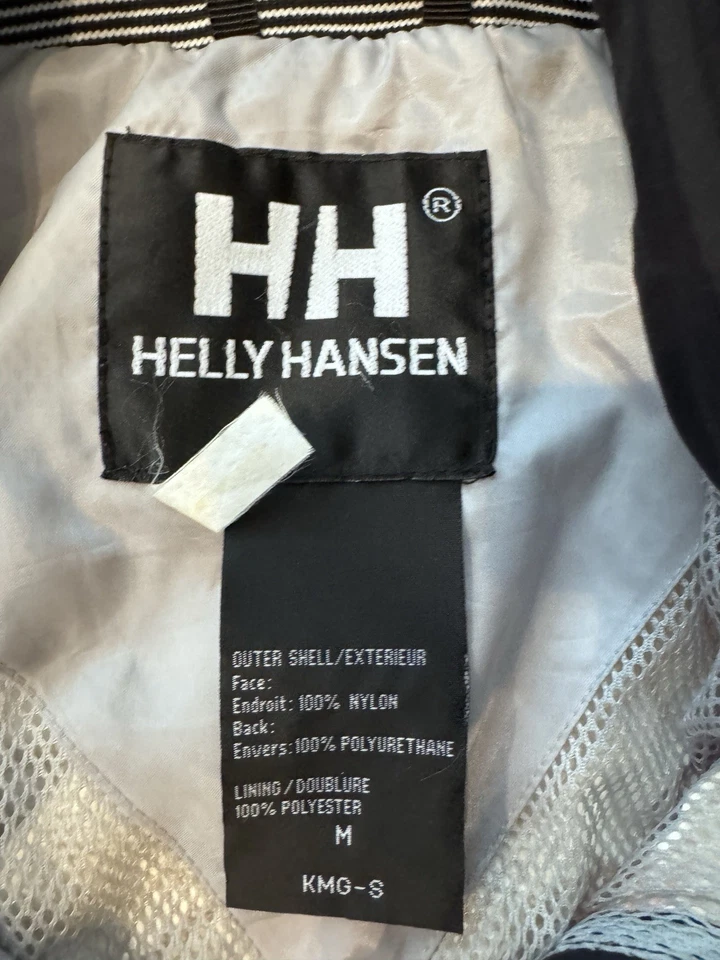 HH ®
HELLY HANSEN
OUTER SHELL/EXTERIEUR
Face:
Endroit: 100% NYLON
Back:
Envers:100% POLYURETHANE
LINING/DOUBLURE
100% POLYESTER
M
KMG-S